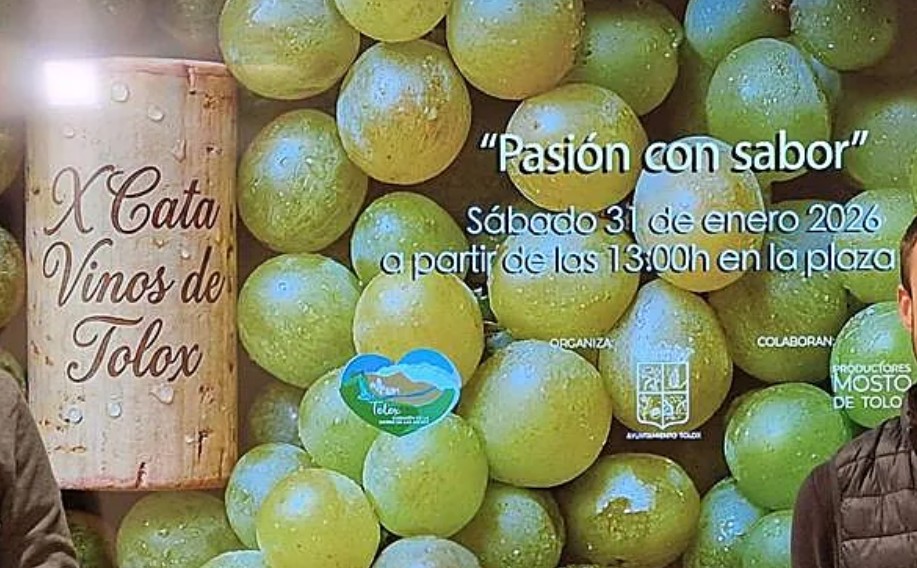 X Cata
Vinos de
Tolox
“Pasión con sabor”
Sábado 31 de enero 2026
a partir de las 13:00h en la plaza
ORGANIZA:
COLABORAN:
Tolox
AYUNTAMIENTO TOLOX
PRODUCTORES
MOSTO
DE TOLO